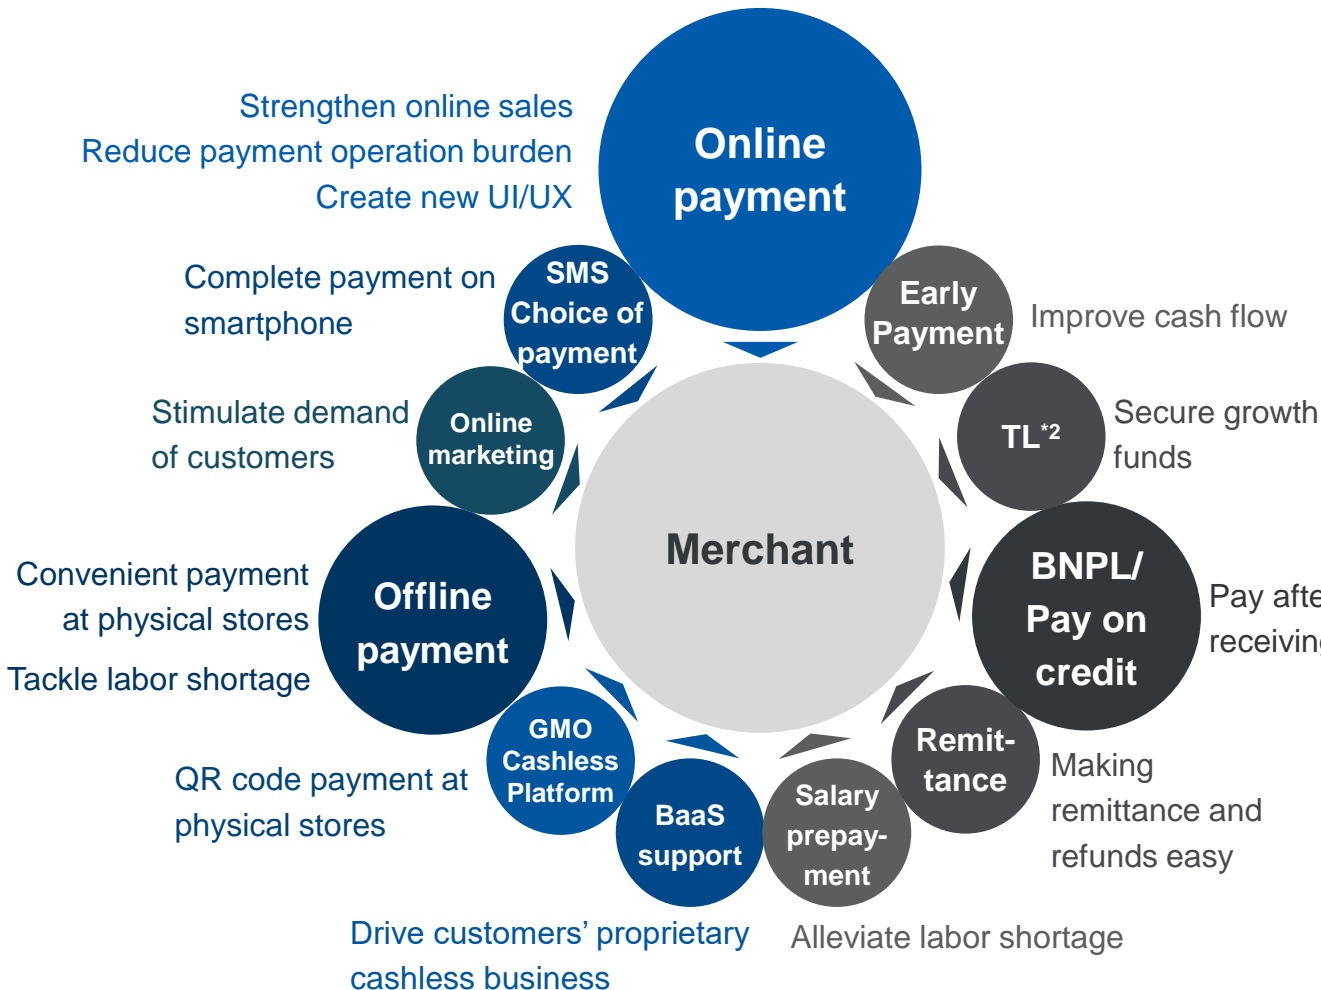 Strengthen online sales
Reduce payment operation burden
Create new UI/UX
Online
payment
Complete payment on
smartphone
SMS
Choice of
payment
Early
Payment
Improve cash flow
Stimulate demand
of customers
Online
marketing
TL*2
Secure growth
funds
Merchant
Convenient payment
at physical stores
Tackle labor shortage
Offline
payment
BNPL/
Pay on
credit
Pay
GMO
Cashless
Platform
QR code payment at
physical stores
Remit-
tance
Making
remittance and
refunds easy
BaaS
support
Salary
prepay-
ment
Drive customers’ proprietary
cashless business
Alleviate labor shortage